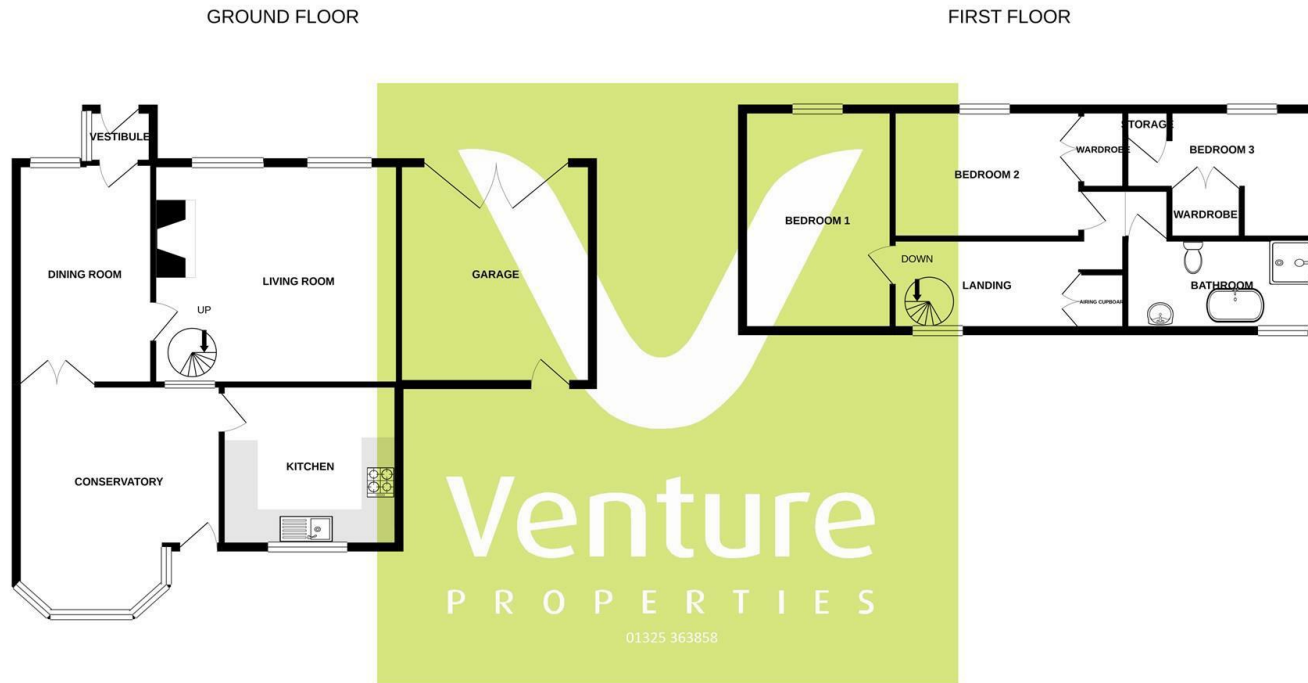 GROUND FLOOR
FIRST FLOOR
VESTIBULE
DINING ROOM
LIVING ROOM
UP
GARAGE
CONSERVATORY
KITCHEN
STORAGE
WARDROBE
BEDROOM 3
BEDROOM 2
BEDROOM 1
WARDROBE
DOWN
LANDING
BATHROOM
AIRING CUPBOARD
Venture
PROPERTIES
01325 363858